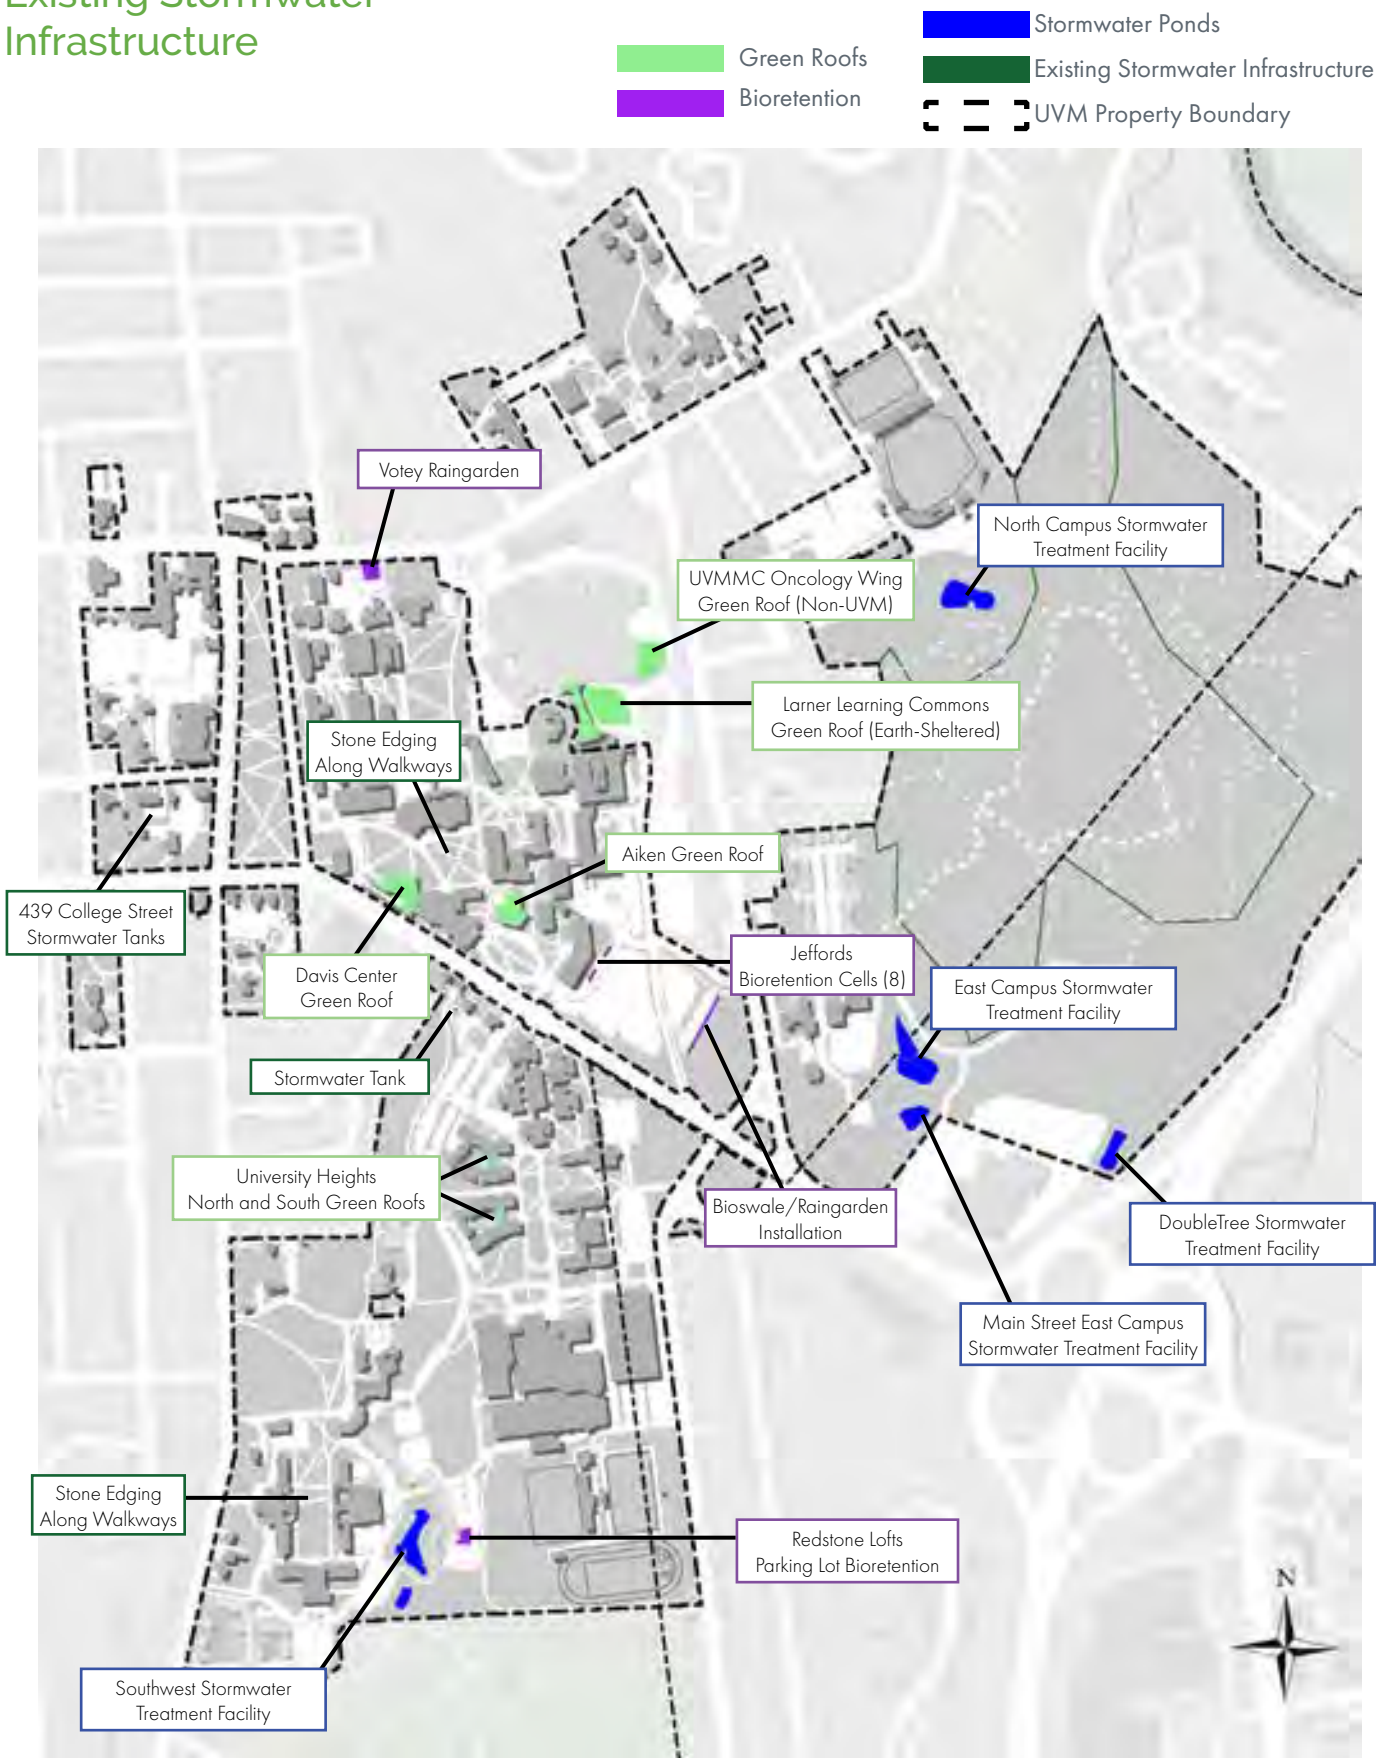 Existing Stormwater
Infrastructure
Green Roofs
Bioretention
Stormwater Ponds
Existing Stormwater Infrastructure
UVM Property Boundary
Votey Raingarden
North Campus Stormwater
Treatment Facility
UVMMC Oncology Wing
Green Roof (Non-UVM)
Larner Learning Commons
Green Roof (Earth-Sheltered)
Stone Edging
Along Walkways
Aiken Green Roof
439 College Street
Stormwater Tanks
Jeffords
Bioretention Cells (8)
Davis Center
Green Roof
East Campus Stormwater
Treatment Facility
Stormwater Tank
University Heights
North and South Green Roofs
Bioswale/Raingarden
Installation
DoubleTree Stormwater
Treatment Facility
Main Street East Campus
Stormwater Treatment Facility
Stone Edging
Along Walkways
Redstone Lofts
Parking Lot Bioretention
N
Southwest Stormwater
Treatment Facility